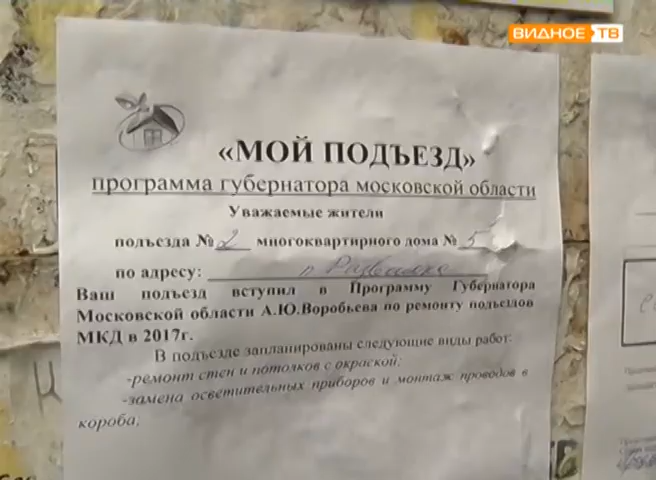 ВИДНОЕ ТВ
«МОЙ ПОДЪЕЗД»
программа губернатора московской области
Уважаемые жители
подъезда № 2 многоквартирного дома № 5
по адресу: п
Ваш подъезд вступил в Программу Губернатора
Московской области А.Ю.Воробьева по ремонту подъездов
МКД в 2017г.
В подъезде запланированы следующие виды работ:
-ремонт стен и потолков с окраской;
-замена осветительных приборов и монтаж проводов в
короба;